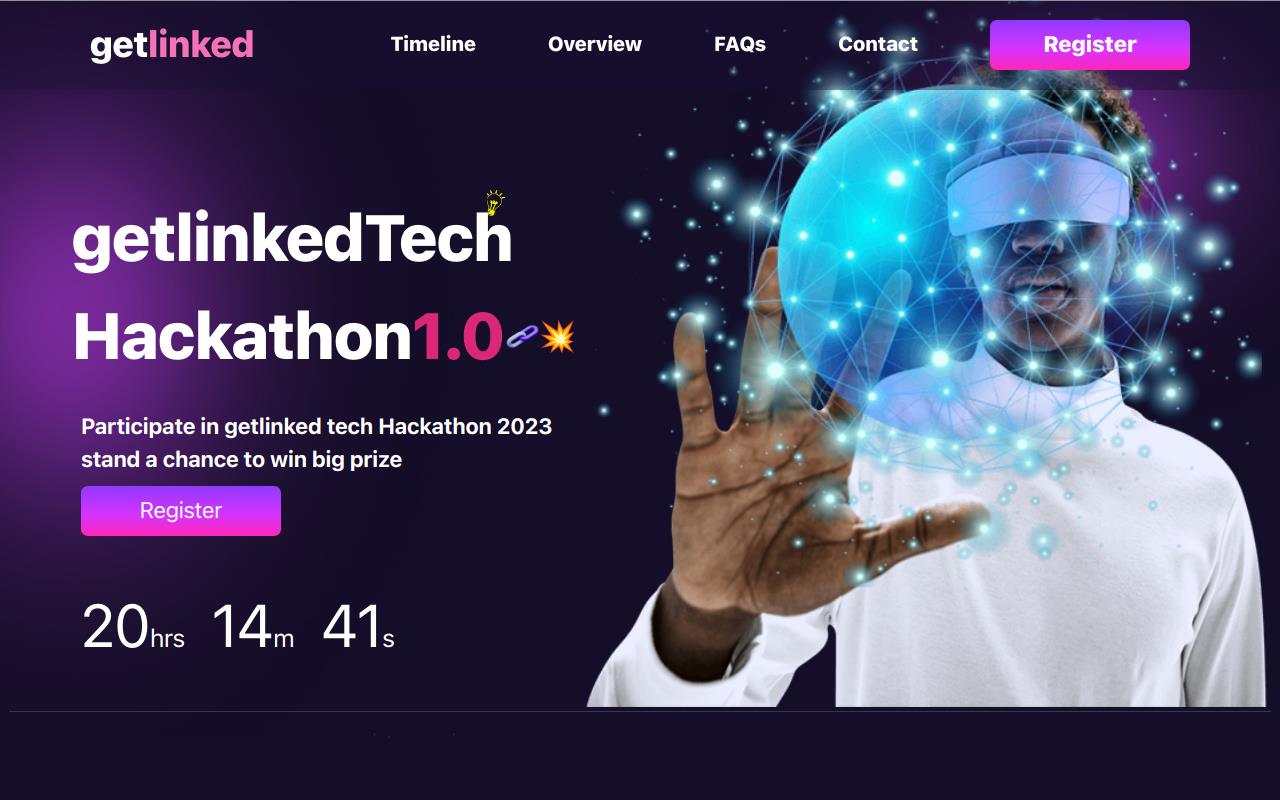 getlinked
Timeline Overview FAQs Contact Register
getlinkedTech
Hackathon1.0
Participate in getlinked tech Hackathon 2023
stand a chance to win big prize
Register
20hrs 14m 41s